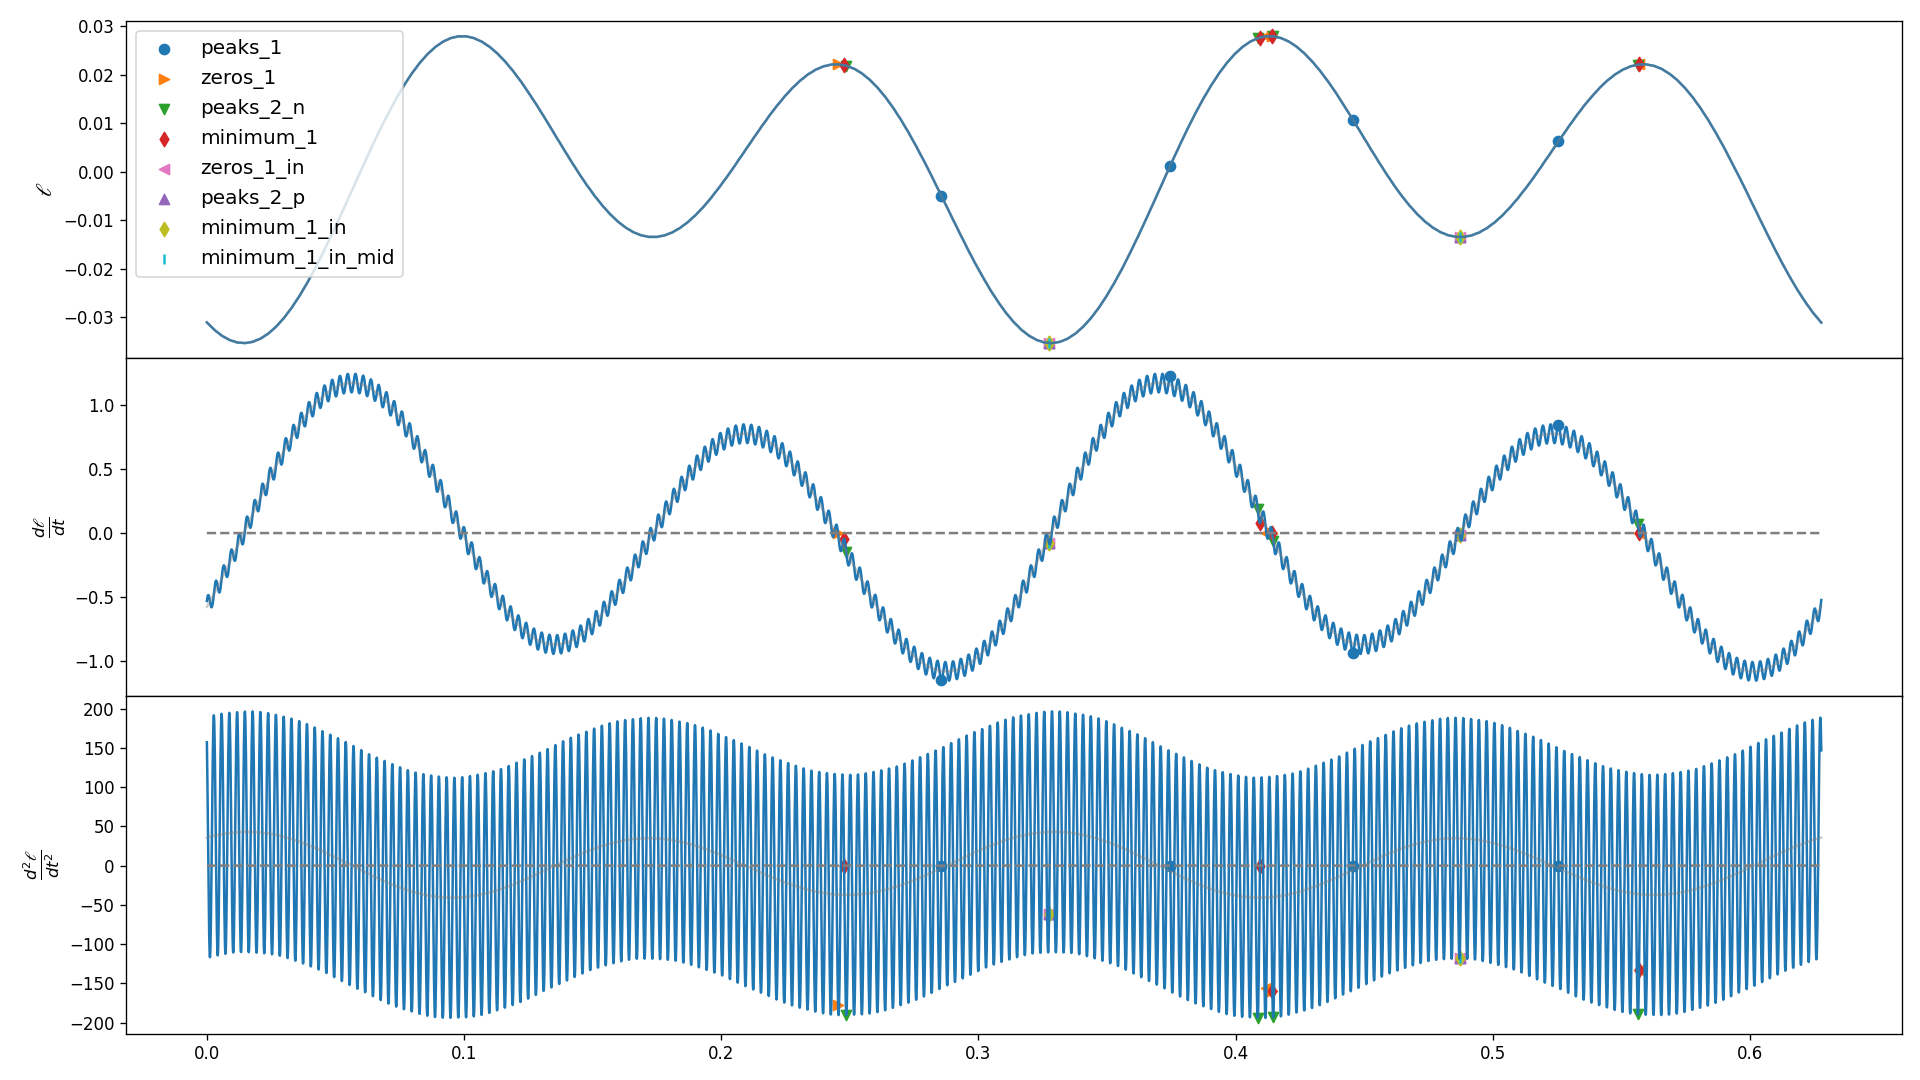 0.03
0.02
0.01
0.00
−0.01
−0.02
−0.03
ℓ
peaks_1
zeros_1
peaks_2_n
minimum_1
zeros_1_in
peaks_2_p
minimum_1_in
minimum_1_in_mid
1.0
0.5
0.0
−0.5
−1.0
dℓ/dt
200
150
100
50
0
−50
−100
−150
−200
d²ℓ/dt²
0.0 0.1 0.2 0.3 0.4 0.5 0.6